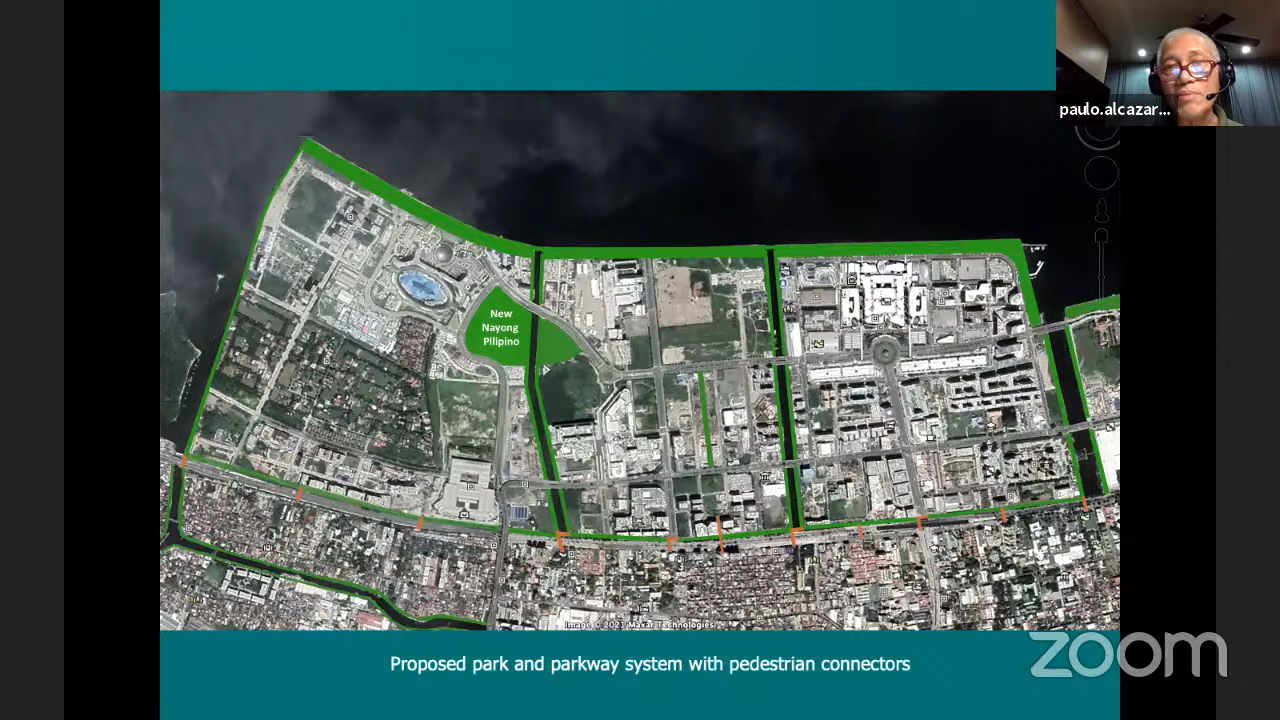 paulo.alcazar...
New
Nayong
Pilipino
Image © 2021 Maxar Technologies
Proposed park and parkway system with pedestrian connectors
zoom